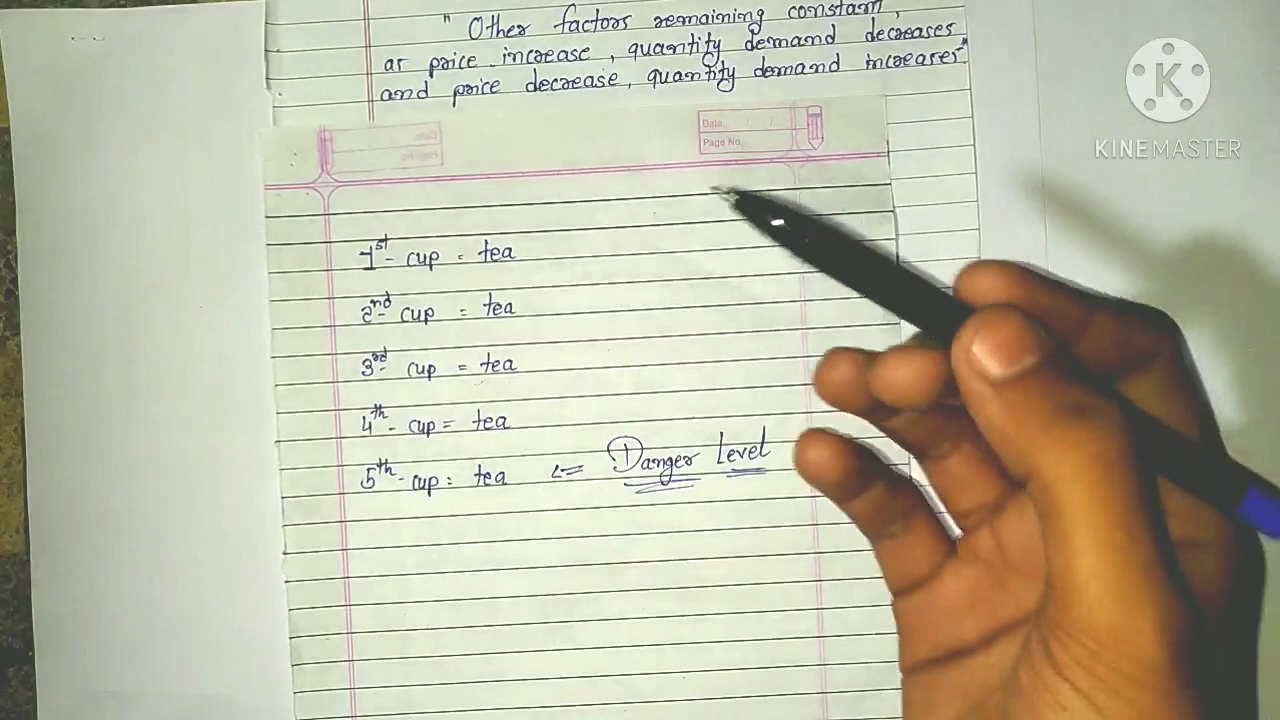 " Other factors remaining constant,
as price increase, quantity demand decreases
and price decrease, quantity demand increases"
Date / /
Page No.
1st cup = tea
2nd cup = tea
3rd cup = tea
4th cup = tea
5th cup = tea <= Danger Level
K
KINEMASTER